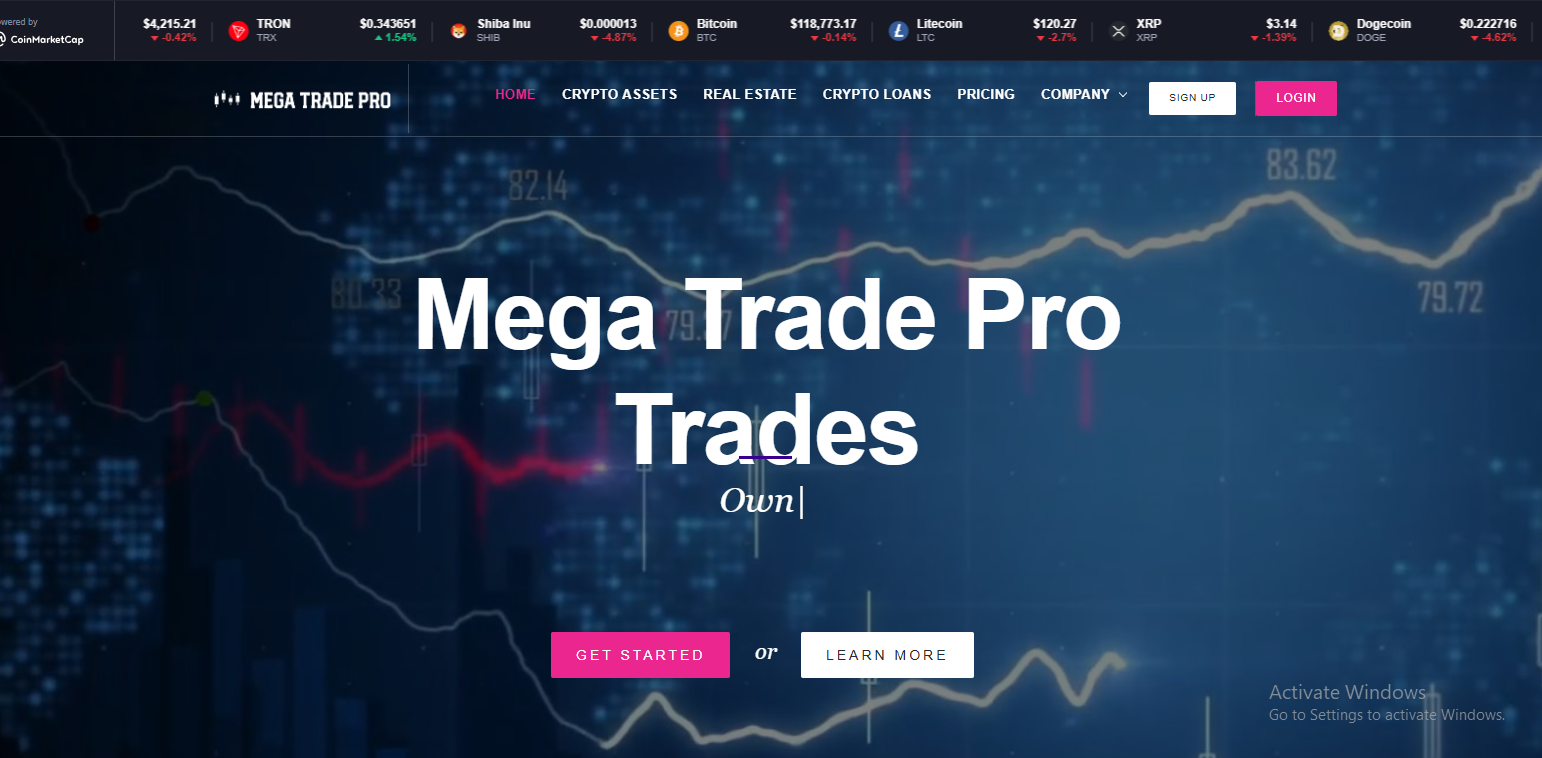 $4,215.21 TRON $0.343651 Shiba Inu $0.000013 Bitcoin $118,773.17 Litecoin $120.27 XRP $3.14 Dogecoin $0.222716
-0.42% TRX 1.54% SHIB -4.87% BTC -0.14% LTC -2.7% XRP -1.39% DOGE -4.62%
owered by
CoinMarketCap
MEGA TRADE PRO
HOME CRYPTO ASSETS REAL ESTATE CRYPTO LOANS PRICING COMPANY SIGN UP LOGIN
82.14
83.62
80.33
79.72
Mega Trade Pro
Trades
Own|
GET STARTED or LEARN MORE
Activate Windows
Go to Settings to activate Windows.